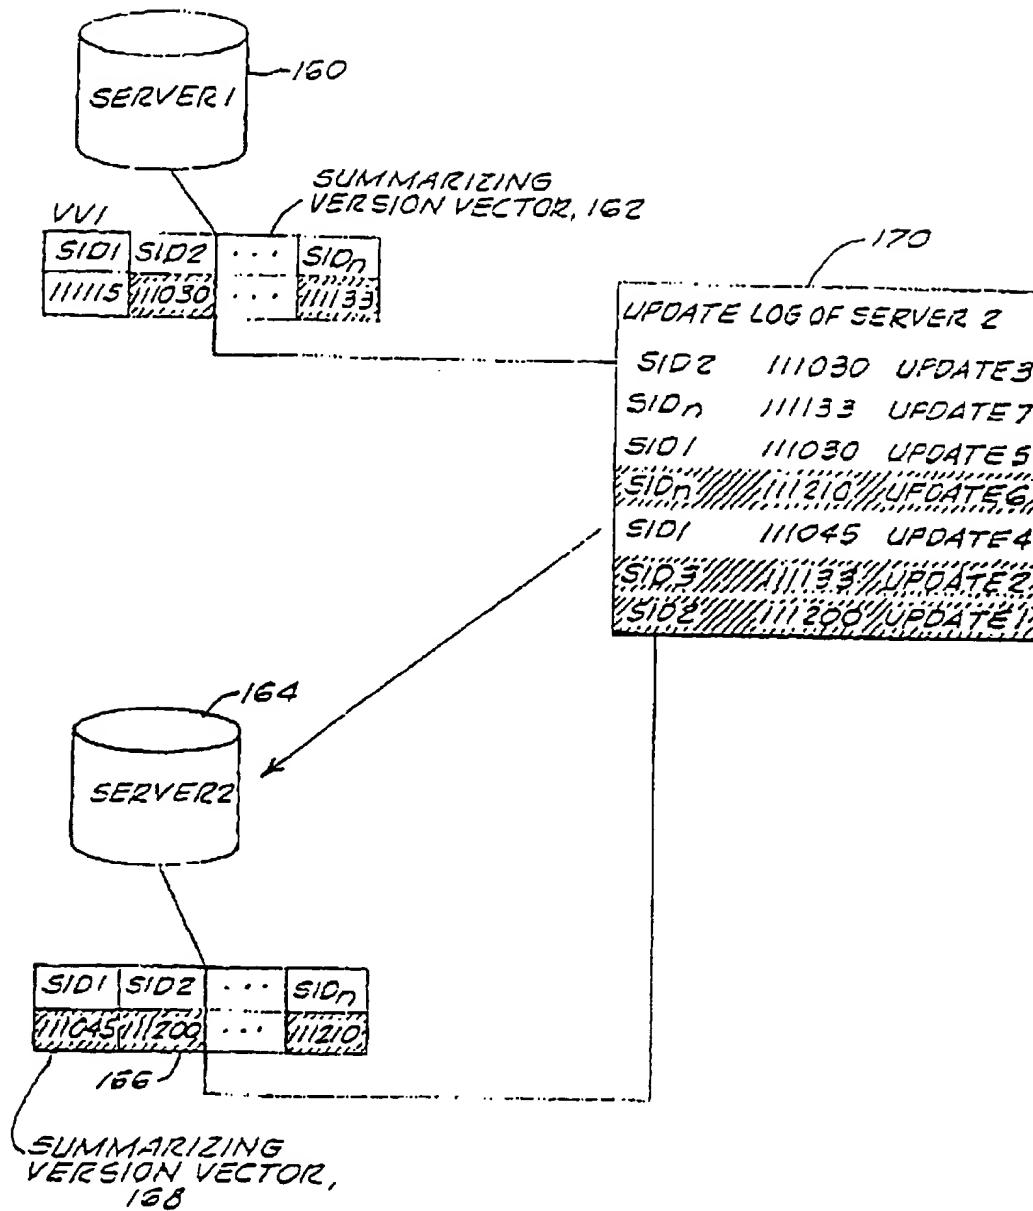 160
SERVER1
SUMMARIZING
VERSION VECTOR, 162
VV1
SID1 SID2 ... SIDn
111115 111030 ... 111133
170
UPDATE LOG OF SERVER 2
SID2 111030 UPDATE3
SIDn 111133 UPDATE7
SID1 111030 UPDATE5
SIDn 111210 UPDATE6
SID1 111045 UPDATE4
SID3 111133 UPDATE2
SID2 111200 UPDATE1
164
SERVER2
SID1 SID2 ... SIDn
111045 111200 ... 111210
166
SUMMARIZING
VERSION VECTOR,
168